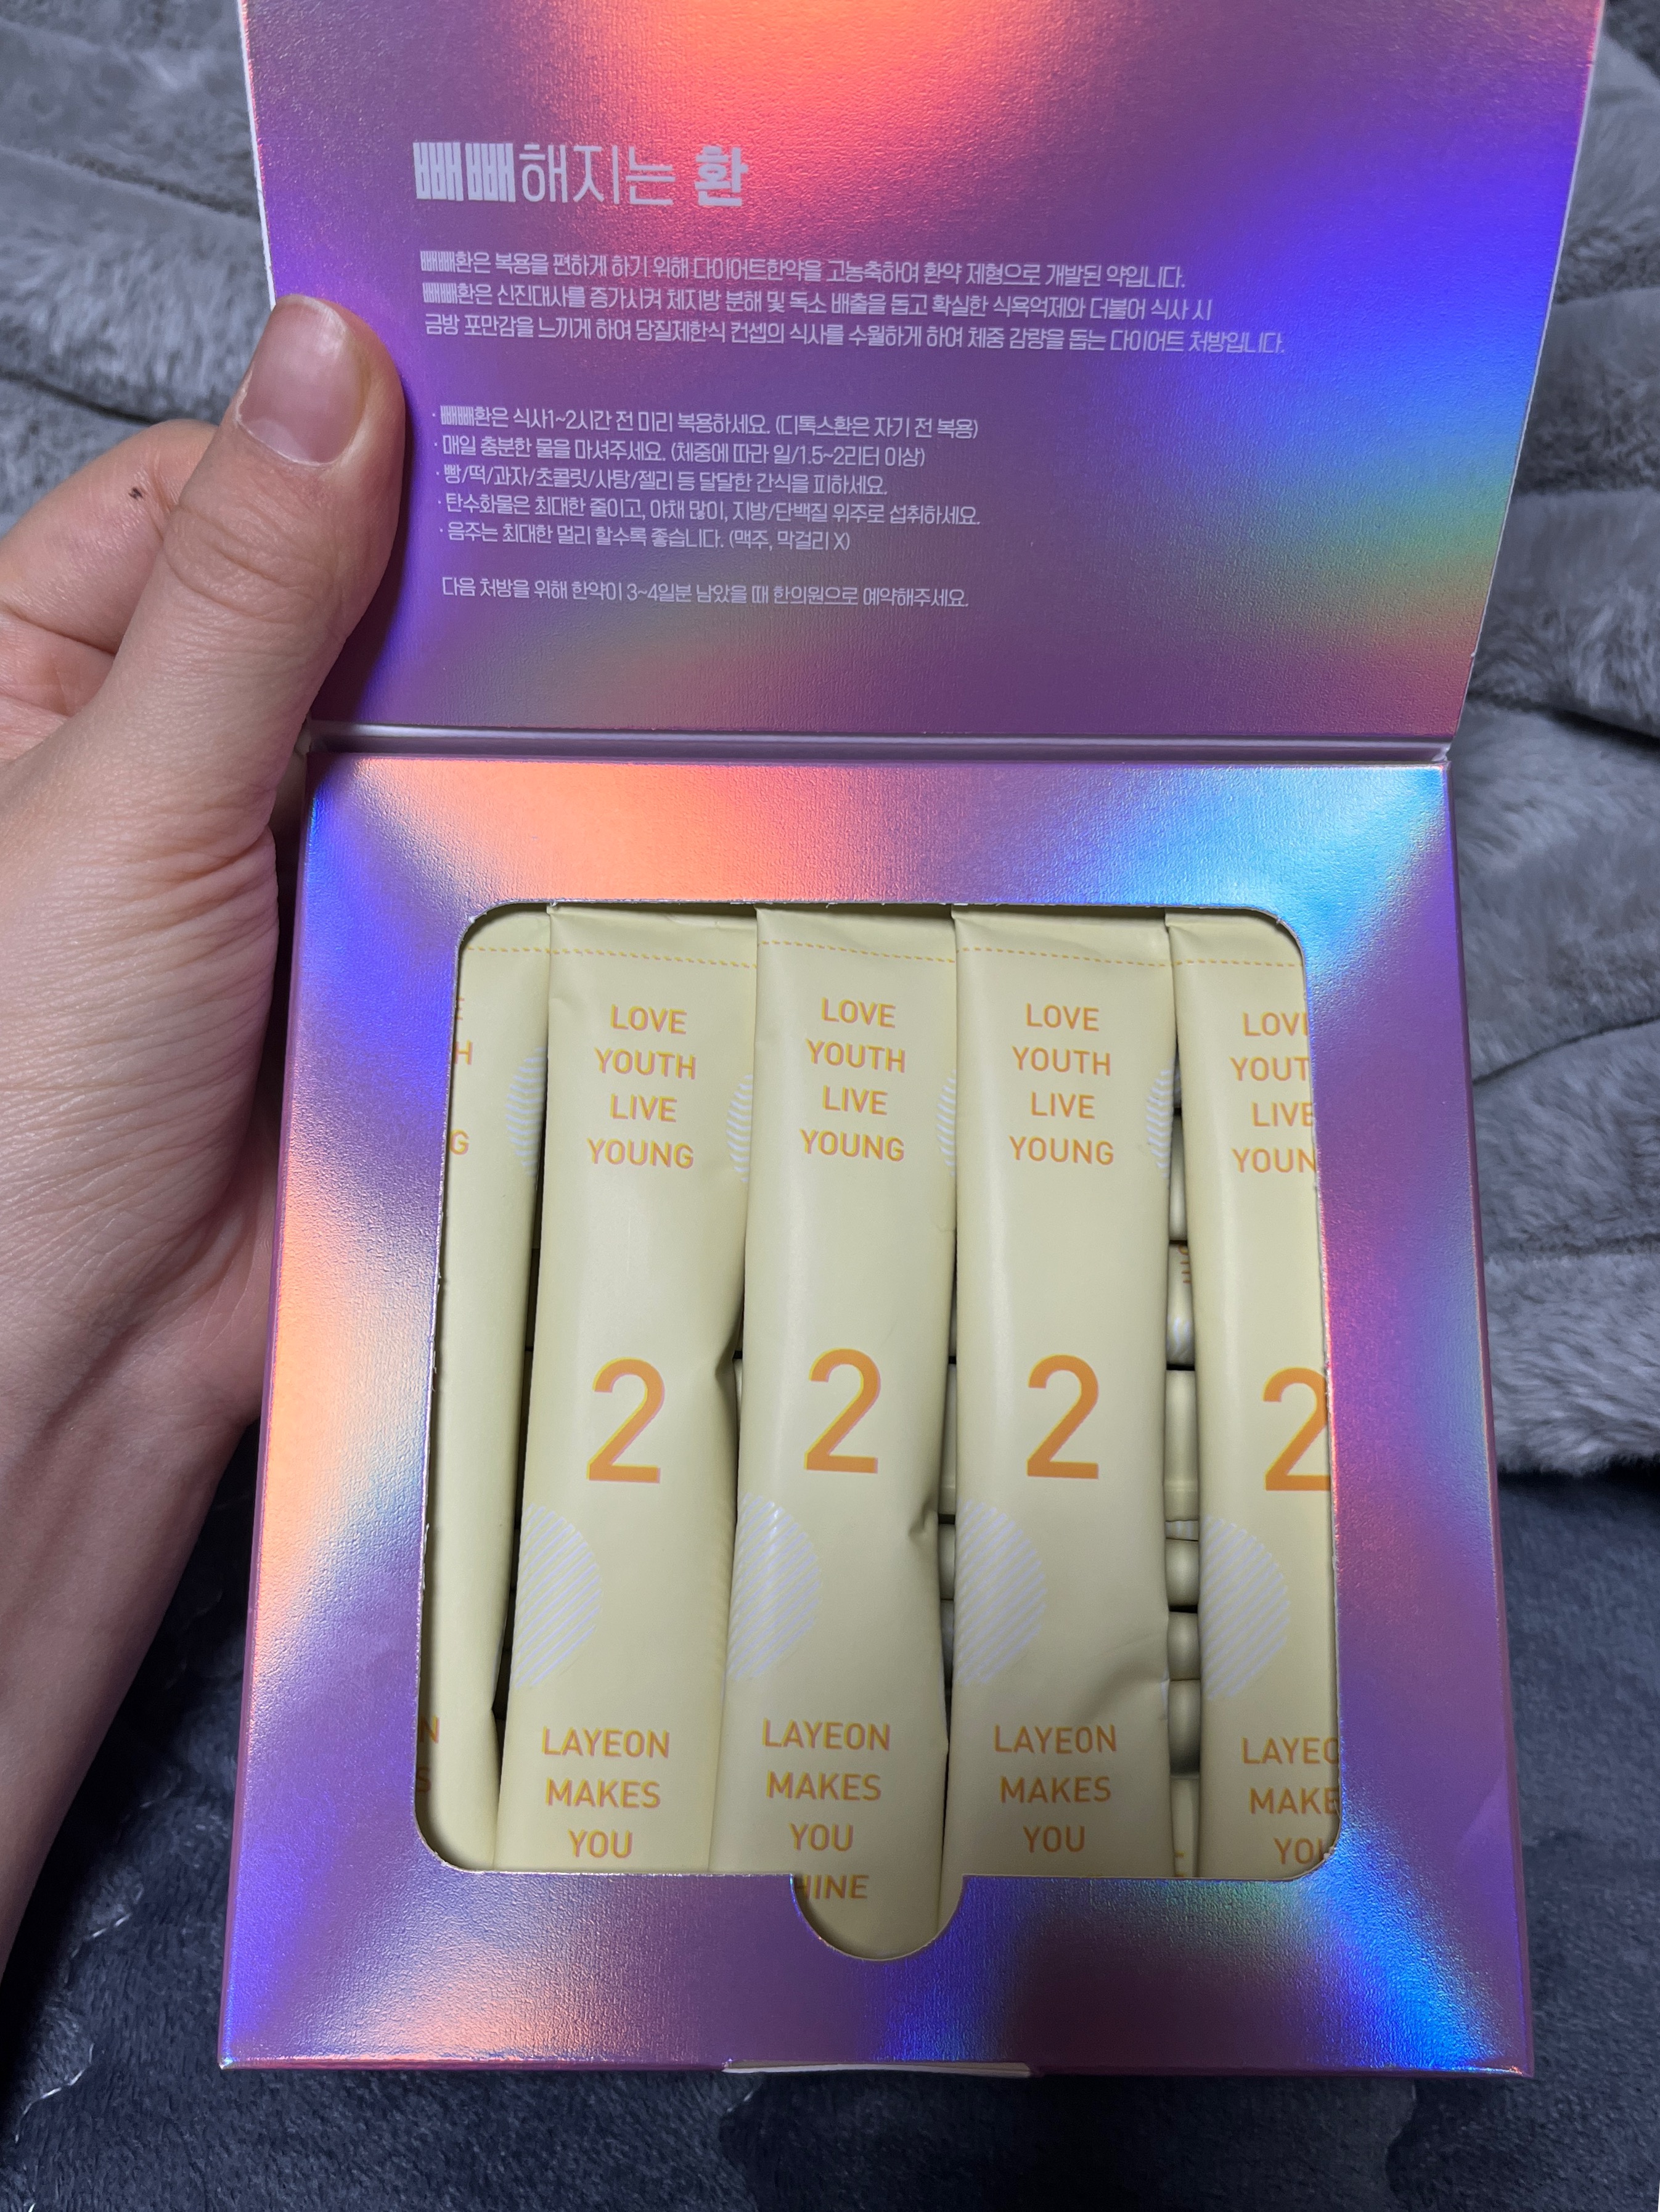 빼빼해지는 환
빼빼환은 복용을 편하게 하기 위해 다이어트한약을 고농축하여 환약 제형으로 개발된 약입니다.
빼빼환은 신진대사를 증가시켜 체지방 분해 및 독소 배출을 돕고 확실한 식욕억제와 더불어 식사 시
금방 포만감을 느끼게 하여 당질제한식 컨셉의 식사를 수월하게 하여 체중 감량을 돕는 다이어트 처방입니다.
· 빼빼환은 식사1~2시간 전 미리 복용하세요. (디톡스환은 자기 전 복용)
· 매일 충분한 물을 마셔주세요. (체중에 따라 일/1.5~2리터 이상)
· 빵/떡/과자/초콜릿/사탕/젤리 등 달달한 간식을 피하세요.
· 탄수화물은 최대한 줄이고, 야채 많이, 지방/단백질 위주로 섭취하세요.
· 음주는 최대한 멀리 할수록 좋습니다. (맥주, 막걸리 X)
다음 처방을 위해 한약이 3~4일분 남았을 때 한의원으로 예약해주세요.
H
G
N
S
LOVE
YOUTH
LIVE
YOUNG
2
LAYEON
MAKES
YOU
LOVE
YOUTH
LIVE
YOUNG
2
LAYEON
MAKES
YOU
HINE
LOVE
YOUTH
LIVE
YOUNG
2
LAYEON
MAKES
YOU
LOV
YOUT
LIVE
YOUN
2
LAYEO
MAKE
YOU